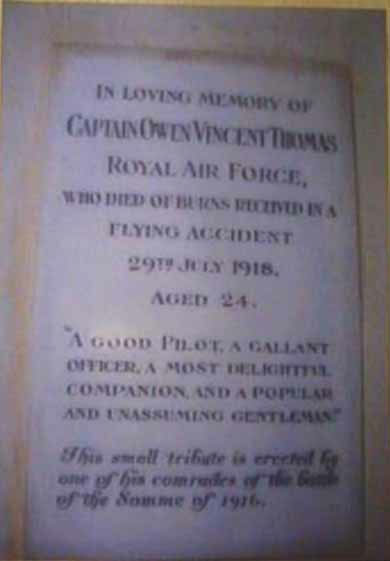 IN LOVING MEMORY OF
CAPTAIN OWEN VINCENT THOMAS
ROYAL AIR FORCE,
WHO DIED OF BURNS RECEIVED IN A
FLYING ACCIDENT
29TH JULY 1918.
AGED 24.
"A GOOD PILOT, A GALLANT
OFFICER, A MOST DELIGHTFUL
COMPANION, AND A POPULAR
AND UNASSUMING GENTLEMAN."
This small tribute is erected by
one of his comrades of the battle
of the Somme of 1916.